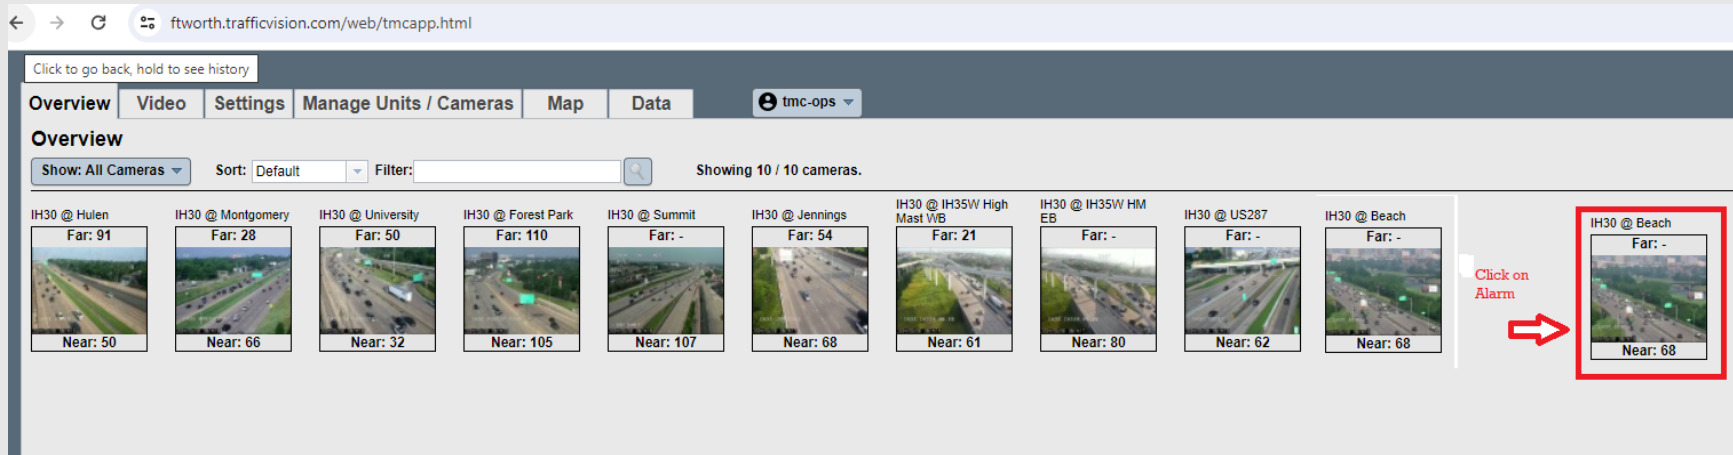 ftworth.trafficvision.com/web/tmcapp.html
Click to go back, hold to see history
Overview Video Settings Manage Units / Cameras Map Data tmc-ops
Overview
Show: All Cameras Sort: Default Filter: Showing 10 / 10 cameras.
IH30 @ Hulen
Far: 91
Near: 50
IH30 @ Montgomery
Far: 28
Near: 66
IH30 @ University
Far: 50
Near: 32
IH30 @ Forest Park
Far: 110
Near: 105
IH30 @ Summit
Far: -
Near: 107
IH30 @ Jennings
Far: 54
Near: 68
IH30 @ IH35W High
Mast WB
Far: 21
Near: 61
IH30 @ IH35W HM
EB
Far: -
Near: 80
IH30 @ US287
Far: -
Near: 62
IH30 @ Beach
Far: -
Near: 68
Click on
Alarm
IH30 @ Beach
Far: -
Near: 68